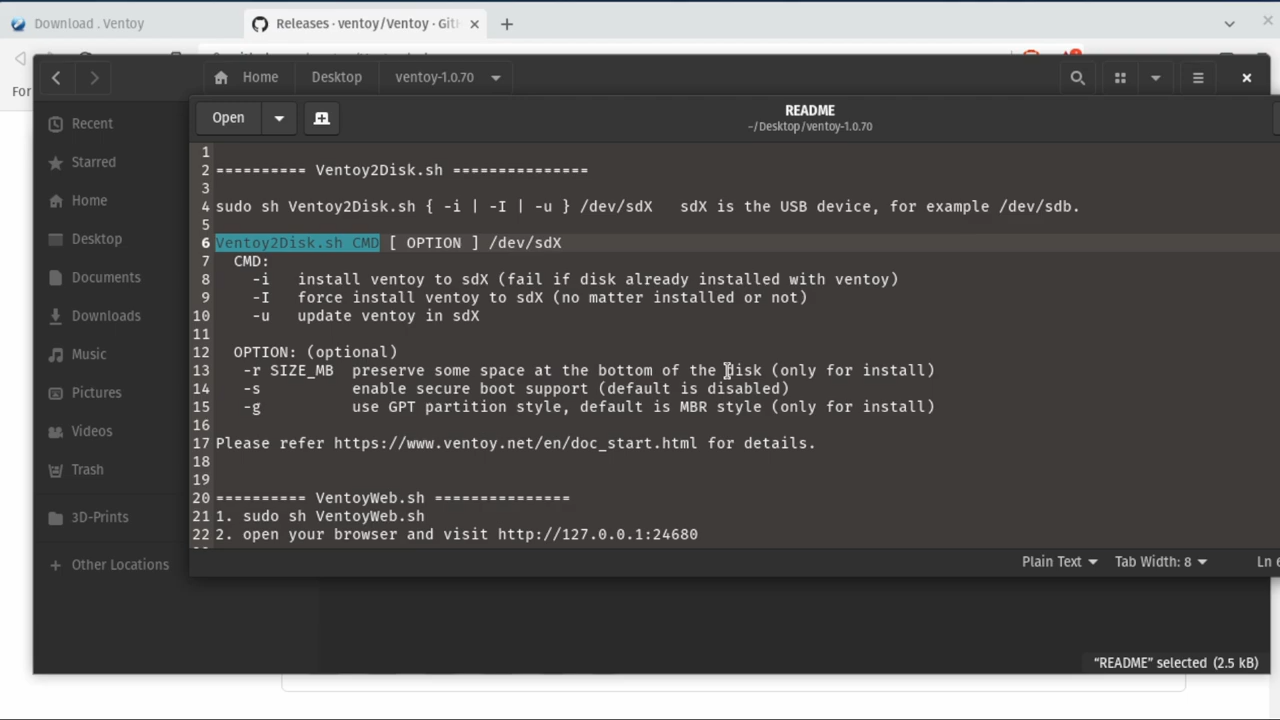 Download . Ventoy
Releases · ventoy/Ventoy · Git
For
Home Desktop ventoy-1.0.70
Recent
Starred
Home
Desktop
Documents
Downloads
Music
Pictures
Videos
Trash
3D-Prints
Other Locations
Open
README
~/Desktop/ventoy-1.0.70
1
2 ========== Ventoy2Disk.sh ===============
3
4 sudo sh Ventoy2Disk.sh { -i | -I | -u } /dev/sdX   sdX is the USB device, for example /dev/sdb.
5
6 Ventoy2Disk.sh CMD [ OPTION ] /dev/sdX
7   CMD:
8     -i   install ventoy to sdX (fail if disk already installed with ventoy)
9     -I   force install ventoy to sdX (no matter installed or not)
10     -u   update ventoy in sdX
11
12   OPTION: (optional)
13    -r SIZE_MB  preserve some space at the bottom of the disk (only for install)
14    -s          enable secure boot support (default is disabled)
15    -g          use GPT partition style, default is MBR style (only for install)
16
17 Please refer https://www.ventoy.net/en/doc_start.html for details.
18
19
20 ========== VentoyWeb.sh ===============
21 1. sudo sh VentoyWeb.sh
22 2. open your browser and visit http://127.0.0.1:24680
Plain Text Tab Width: 8 Ln
"README" selected (2.5 kB)